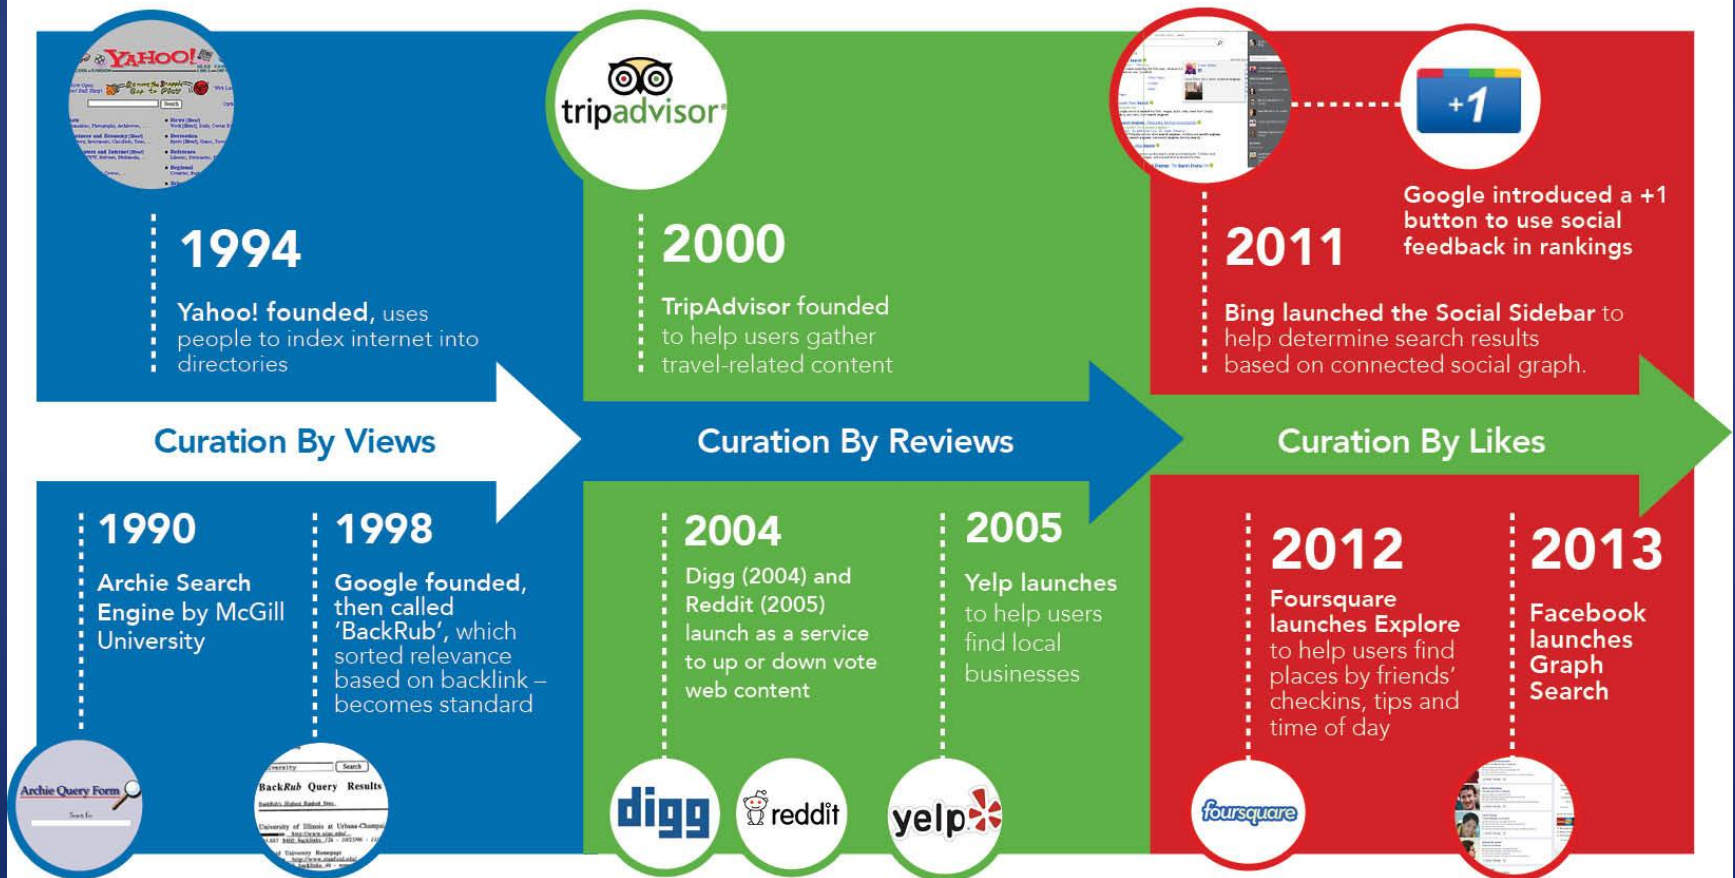 YAHOO!
Search
1994
Yahoo! founded, uses
people to index internet into
directories
tripadvisor®
2000
TripAdvisor founded
to help users gather
travel-related content
+1
Google introduced a +1
button to use social
feedback in rankings
2011
Bing launched the Social Sidebar to
help determine search results
based on connected social graph.
Curation By Views
Curation By Reviews
Curation By Likes
1990
Archie Search
Engine by McGill
University
Archie Query Form
1998
Google founded,
then called
'BackRub', which
sorted relevance
based on backlink –
becomes standard
Search
BackRub Query Results
2004
Digg (2004) and
Reddit (2005)
launch as a service
to up or down vote
web content
digg
reddit
2005
Yelp launches
to help users
find local
businesses
yelp
2012
Foursquare
launches Explore
to help users find
places by friends'
checkins, tips and
time of day
foursquare
2013
Facebook
launches
Graph
Search